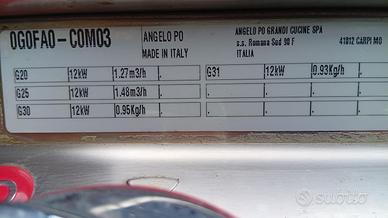 0G0FA0-COM03
ANGELO PO
MADE IN ITALY
ANGELO PO GRANDI CUCINE SPA
s.s. Romana Sud 90 F
ITALIA
41012 CARPI MO
G20 12kW 1.27m3/h . G31 12kW 0.93Kg/h .
G25 12kW 1.48m3/h . . . . .
G30 12kW 0.95Kg/h . . . . .
subito